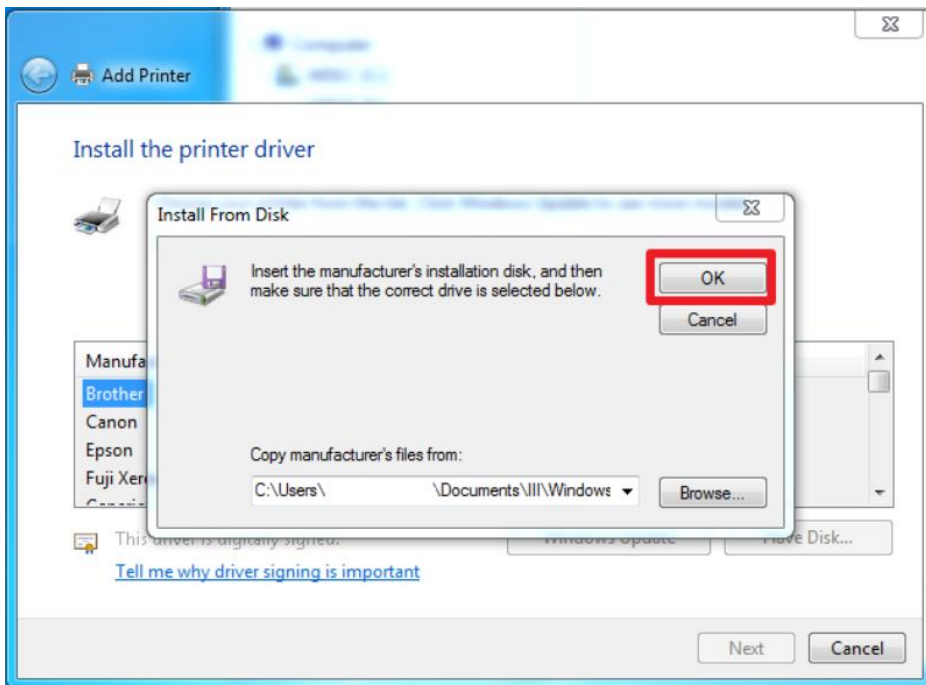 Computer
Add Printer
Install the printer driver
Install From Disk
Insert the manufacturer's installation disk, and then
make sure that the correct drive is selected below.
OK
Cancel
Manufa
Brother
Canon
Epson
Fuji Xer
Copy manufacturer's files from:
C:\Users\ \Documents\III\Windows
Browse...
This driver is digitally signed.
Windows Update
Have Disk...
Tell me why driver signing is important
Next
Cancel